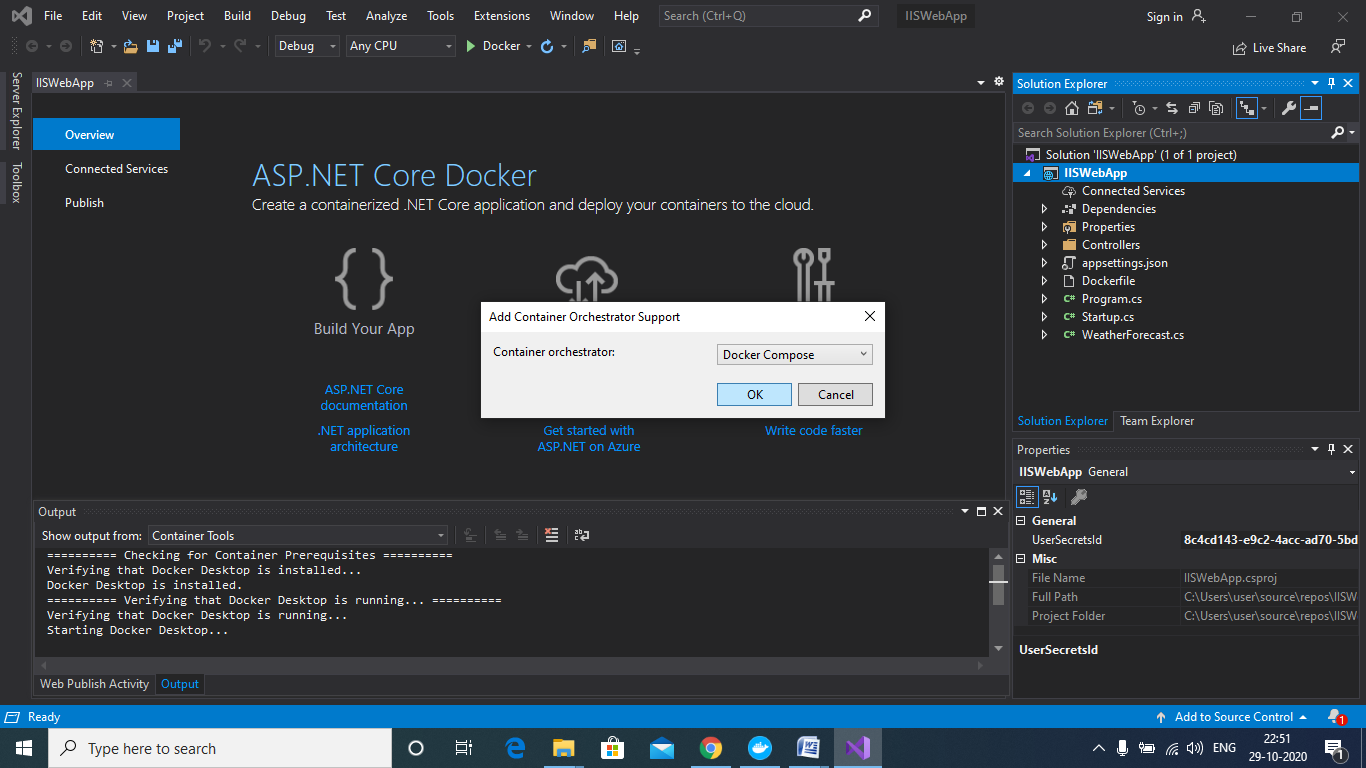 File Edit View Project Build Debug Test Analyze Tools Extensions Window Help Search (Ctrl+Q) IISWebApp Sign in
Debug Any CPU Docker Live Share
Server Explorer
Toolbox
IISWebApp
Overview
Connected Services
Publish
ASP.NET Core Docker
Create a containerized .NET Core application and deploy your containers to the cloud.
Build Your App
ASP.NET Core
documentation
.NET application
architecture
Get started with
ASP.NET on Azure
Write code faster
Add Container Orchestrator Support
Container orchestrator: Docker Compose
OK Cancel
Solution Explorer
Search Solution Explorer (Ctrl+;)
Solution 'IISWebApp' (1 of 1 project)
IISWebApp
Connected Services
Dependencies
Properties
Controllers
appsettings.json
Dockerfile
C# Program.cs
C# Startup.cs
C# WeatherForecast.cs
Solution Explorer Team Explorer
Properties
IISWebApp General
General
UserSecretsId 8c4cd143-e9c2-4acc-ad70-5bd
Misc
File Name IISWebApp.csproj
Full Path C:\Users\user\source\repos\IISW
Project Folder C:\Users\user\source\repos\IISW
UserSecretsId
Output
Show output from: Container Tools
========== Checking for Container Prerequisites ==========
Verifying that Docker Desktop is installed...
Docker Desktop is installed.
========== Verifying that Docker Desktop is running... ==========
Verifying that Docker Desktop is running...
Starting Docker Desktop...
Web Publish Activity Output
Ready Add to Source Control 1
Type here to search ENG 22:51
29-10-2020 1